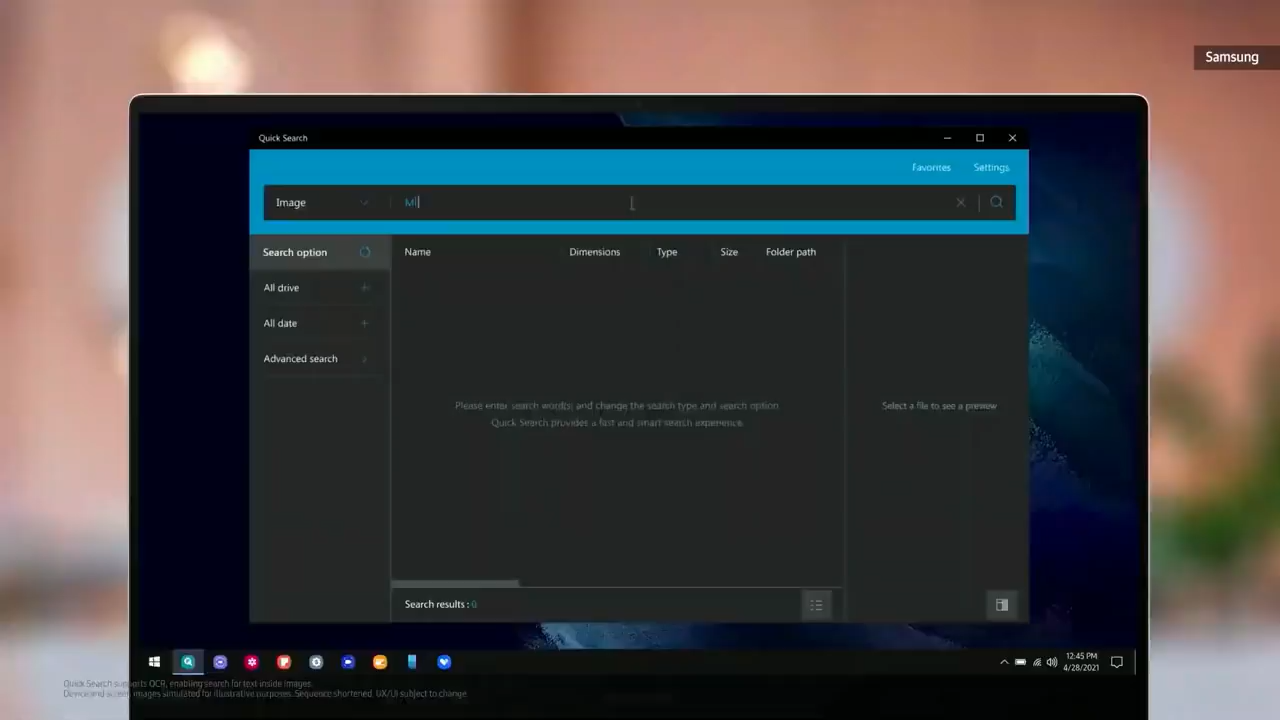 Samsung
Quick Search
Favorites Settings
Image Mi
Search option
Name Dimensions Type Size Folder path
All drive
All date
Advanced search
Please enter search word(s) and change the search type and search option
Quick Search provides a fast and smart search experience.
Select a file to see a preview
Search results : 0
12:45 PM
4/28/2021
Quick Search supports OCR, enabling search for text inside images.
Device and screen images simulated for illustrative purposes. Sequence shortened. UX/UI subject to change.